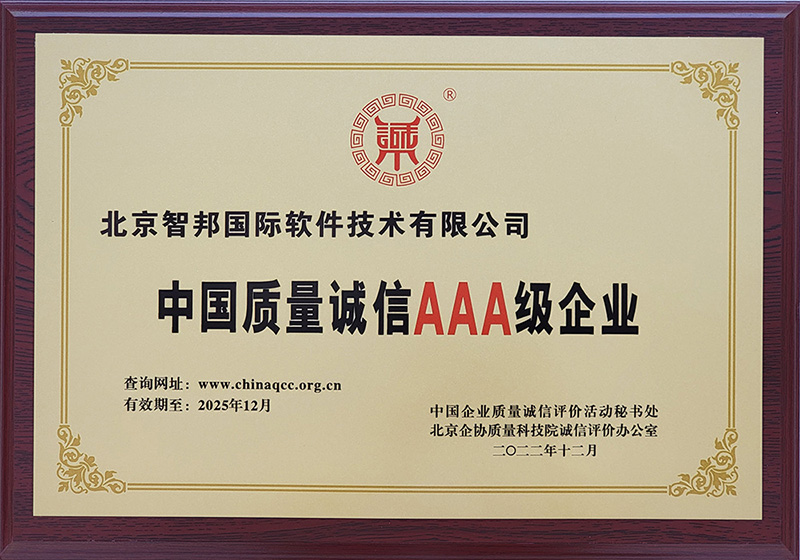 誠
®
北京智邦国际软件技术有限公司
中国质量诚信AAA级企业
查询网址：www.chinaqcc.org.cn
有效期至：2025年12月
中国企业质量诚信评价活动秘书处
北京企协质量科技院诚信评价办公室
二〇二二年十二月